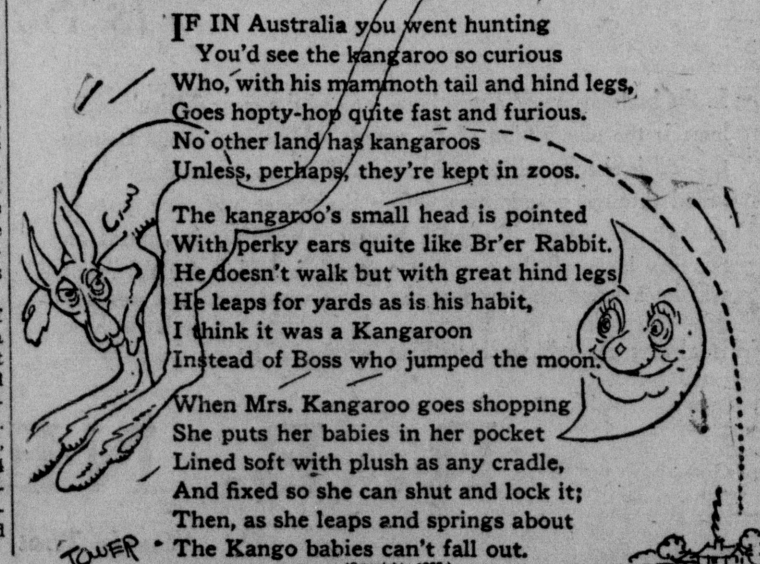 IF IN Australia you went hunting
You'd see the kangaroo so curious
Who, with his mammoth tail and hind legs,
Goes hopty-hop quite fast and furious.
No other land has kangaroos
Unless, perhaps, they're kept in zoos.
The kangaroo's small head is pointed
With perky ears quite like Br'er Rabbit.
He doesn't walk but with great hind legs
He leaps for yards as is his habit,
I think it was a Kangaroon
Instead of Boss who jumped the moon.
When Mrs. Kangaroo goes shopping
She puts her babies in her pocket
Lined soft with plush as any cradle,
And fixed so she can shut and lock it;
Then, as she leaps and springs about
The Kango babies can't fall out.
TOWER